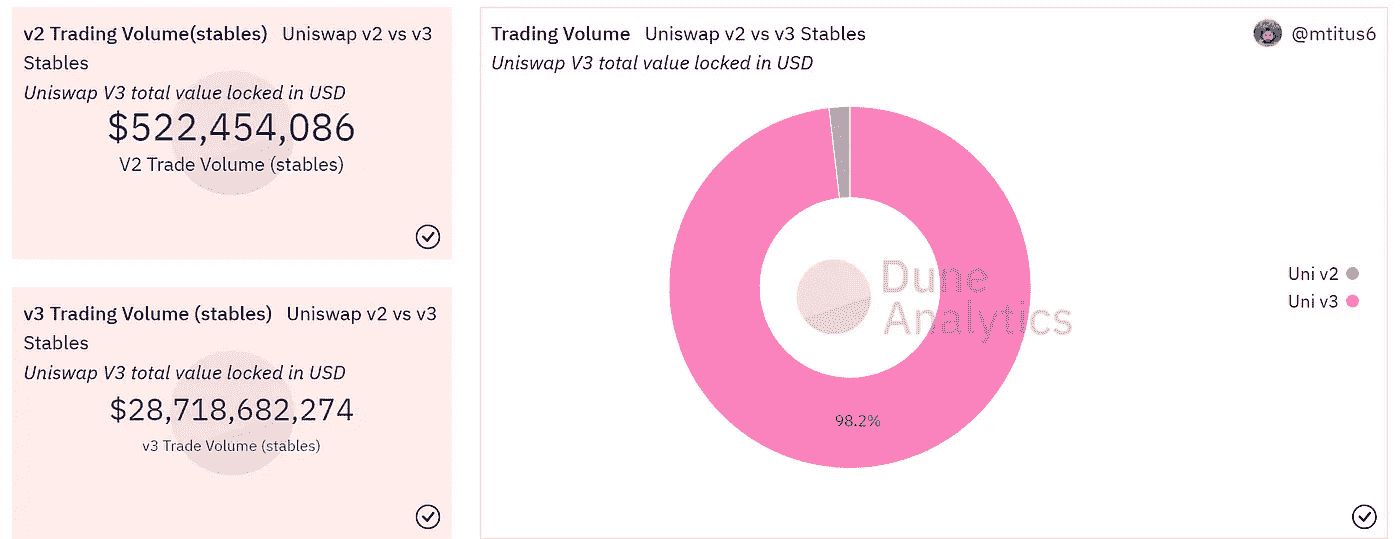 v2 Trading Volume(stables) Uniswap v2 vs v3
Stables
Uniswap V3 total value locked in USD
$522,454,086
V2 Trade Volume (stables)
v3 Trading Volume (stables) Uniswap v2 vs v3
Stables
Uniswap V3 total value locked in USD
$28,718,682,274
v3 Trade Volume (stables)
Trading Volume Uniswap v2 vs v3 Stables
@mtitus6
Uniswap V3 total value locked in USD
Dune
Analytics
98.2%
Uni v2
Uni v3